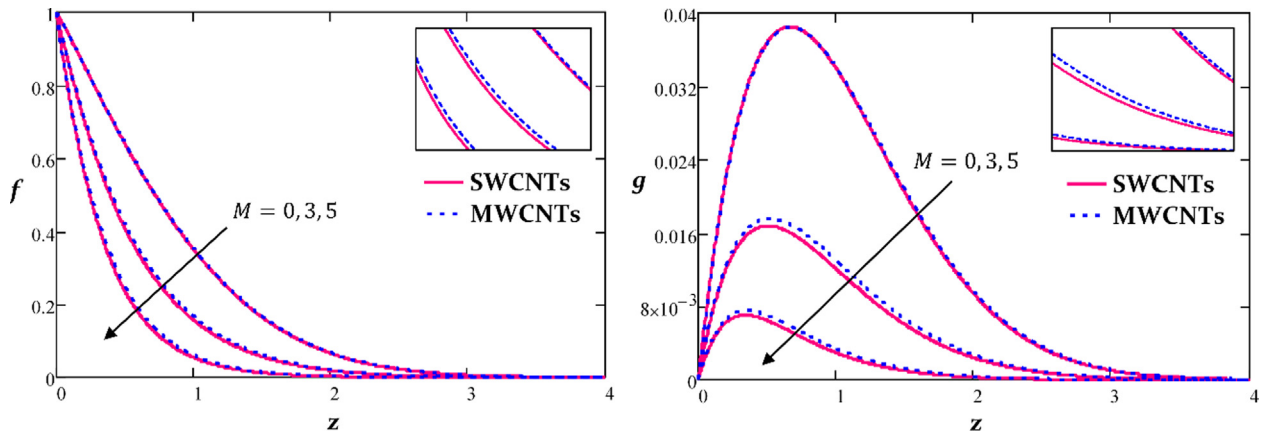 1
0.8
0.6
0.4
0.2
0
f
0 1 2 3 4
z
M = 0, 3, 5
SWCNTs
MWCNTs
0.04
0.032
0.024
0.016
8×10⁻³
0
g
0 1 2 3 4
z
M = 0, 3, 5
SWCNTs
MWCNTs